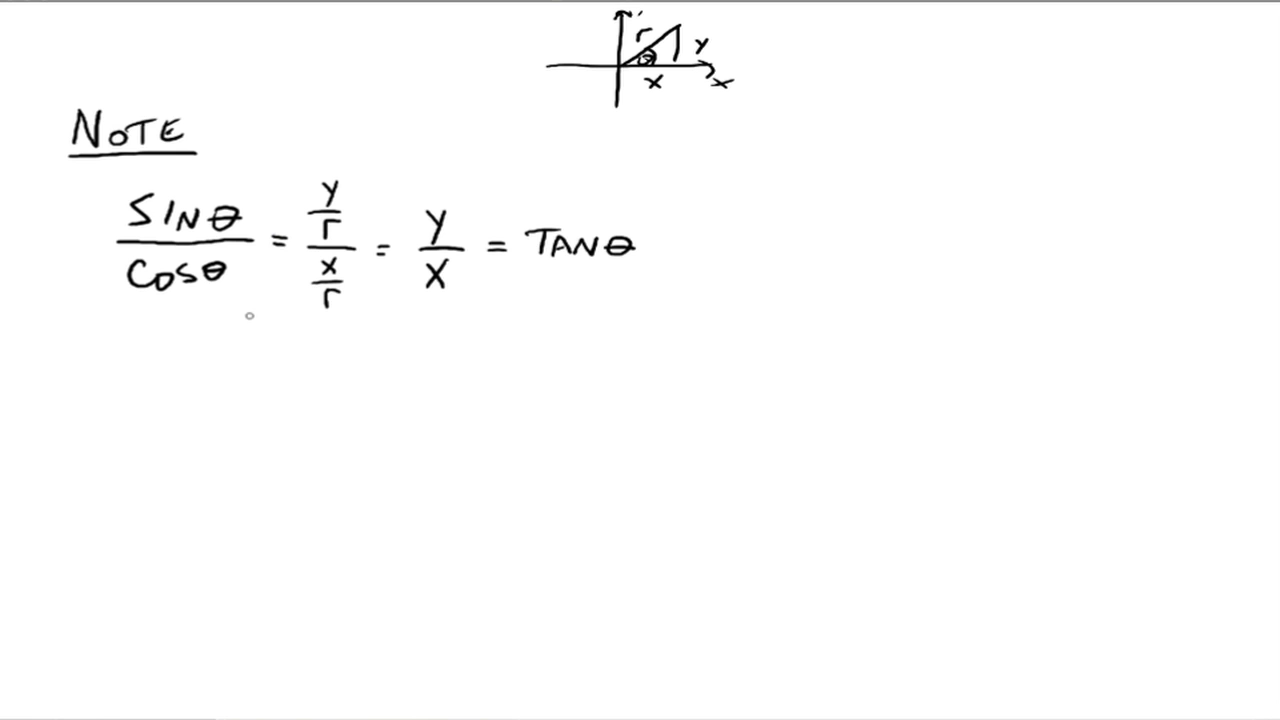 r y
θ
x x
NOTE
SINθ/COSθ = (y/r)/(x/r) = y/x = TANθ